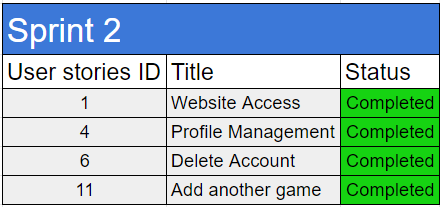 Sprint 2
User stories ID Title Status
1 Website Access Completed
4 Profile Management Completed
6 Delete Account Completed
11 Add another game Completed